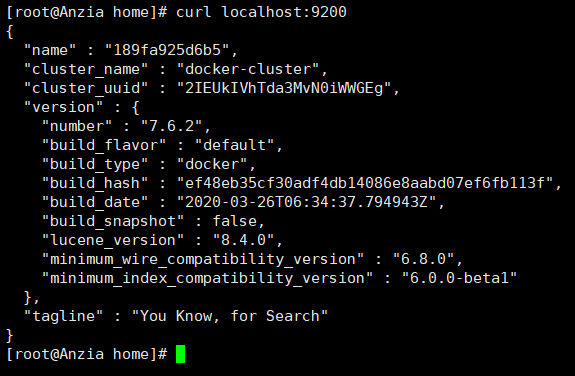 [root@Anzia home]# curl localhost:9200
{
  "name" : "189fa925d6b5",
  "cluster_name" : "docker-cluster",
  "cluster_uuid" : "2IEUkIVhTda3MvN0iWWGEg",
  "version" : {
    "number" : "7.6.2",
    "build_flavor" : "default",
    "build_type" : "docker",
    "build_hash" : "ef48eb35cf30adf4db14086e8aabd07ef6fb113f",
    "build_date" : "2020-03-26T06:34:37.794943Z",
    "build_snapshot" : false,
    "lucene_version" : "8.4.0",
    "minimum_wire_compatibility_version" : "6.8.0",
    "minimum_index_compatibility_version" : "6.0.0-beta1"
  },
  "tagline" : "You Know, for Search"
}
[root@Anzia home]#